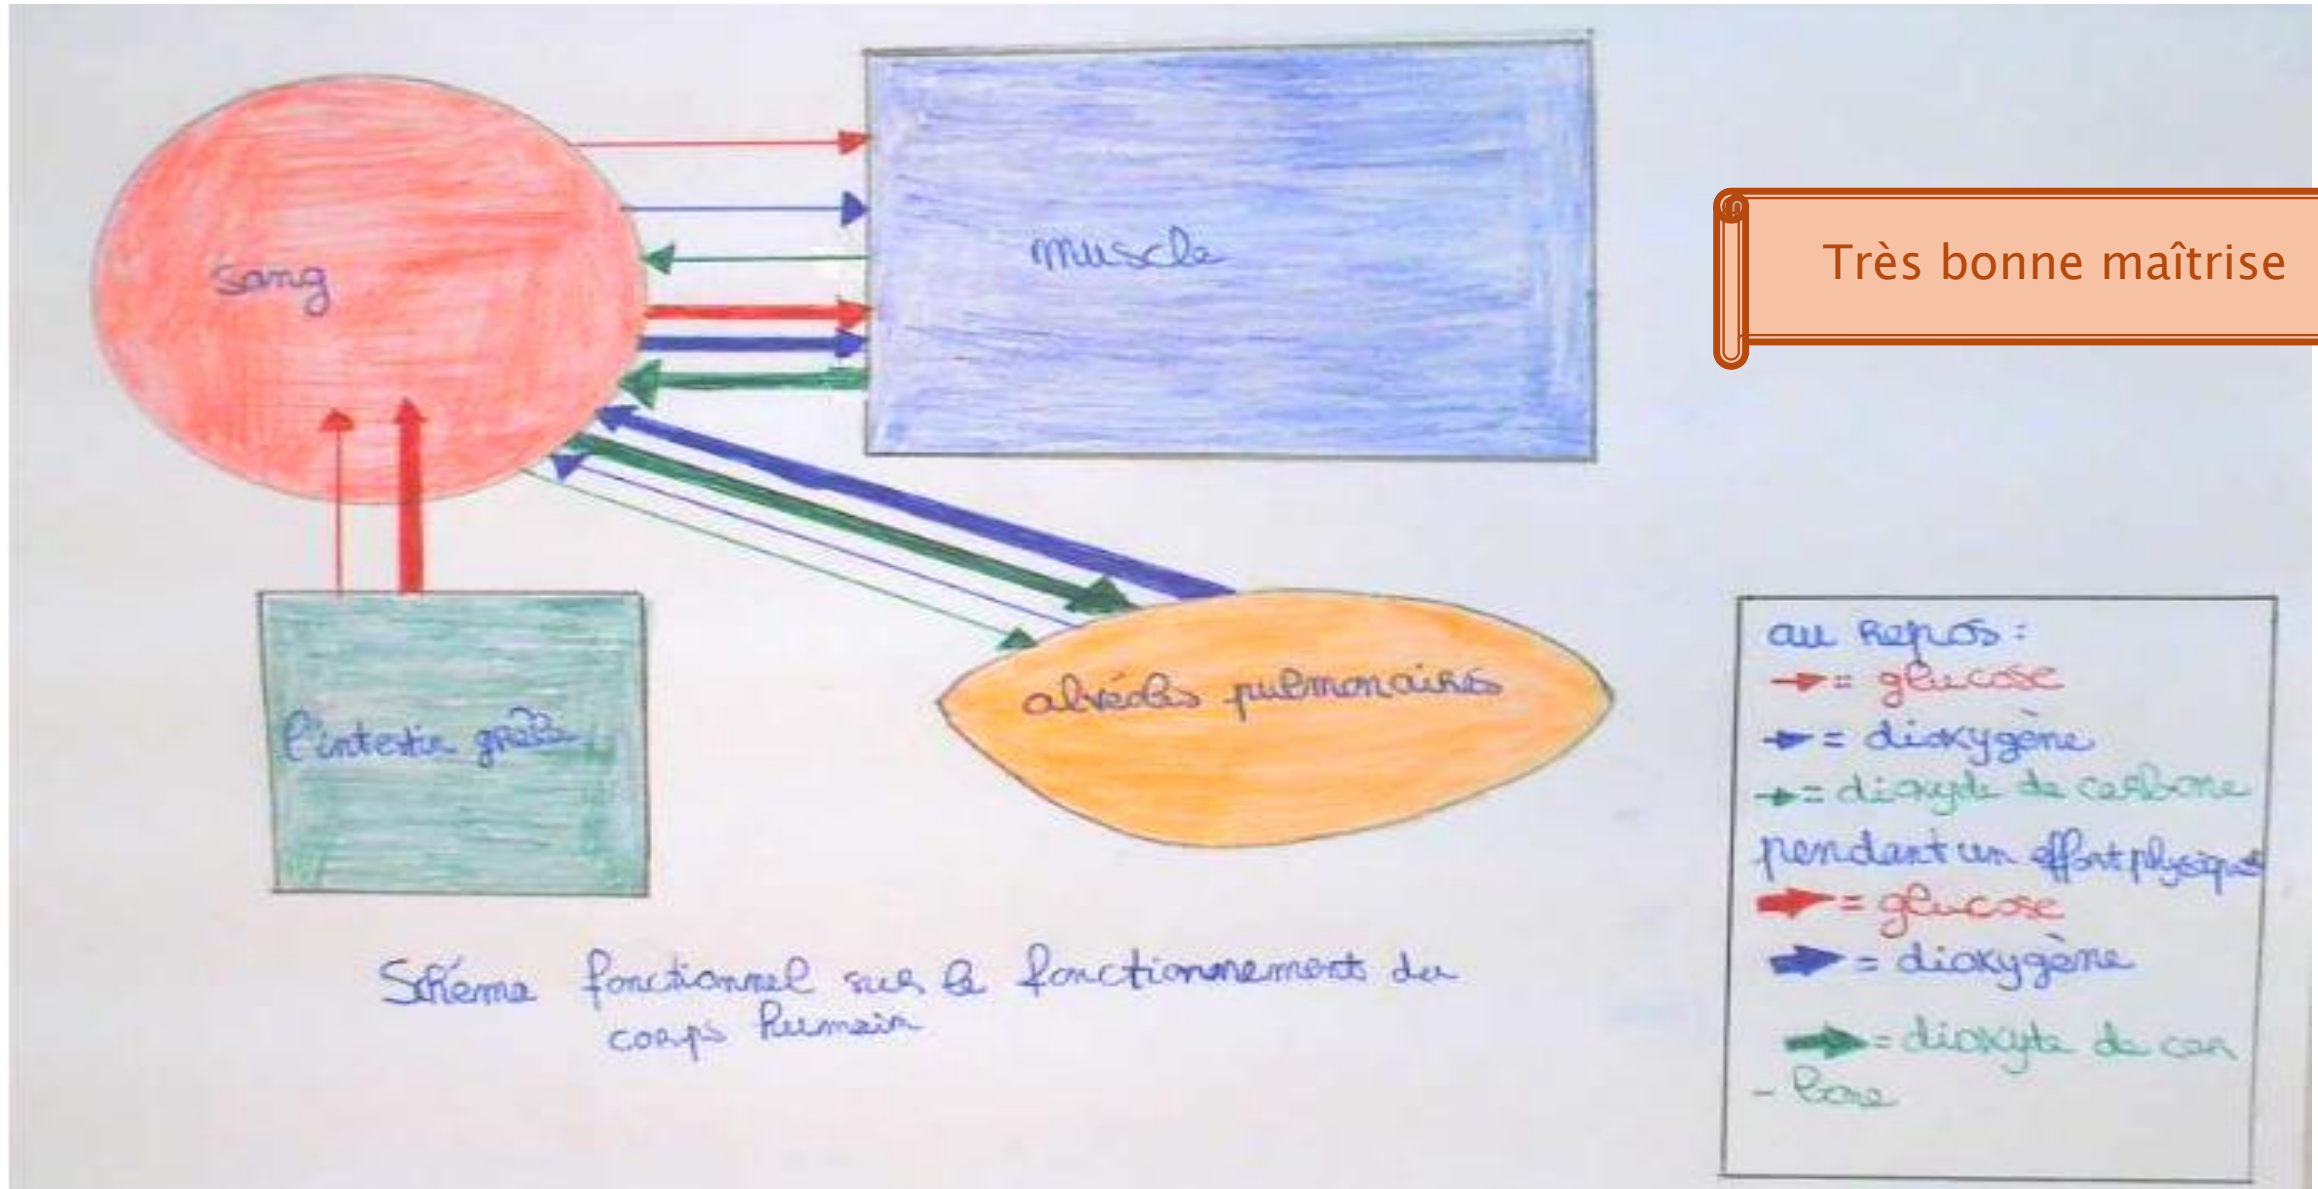 sang
muscle
Très bonne maîtrise
l'intestin grêle
alvéoles pulmonaires
au repos :
= glucose
= dioxygène
= dioxyde de carbone
pendant un effort physique
= glucose
= dioxygène
= dioxyde de car
- bone
Schéma fonctionnel sur le fonctionnement du
corps humain